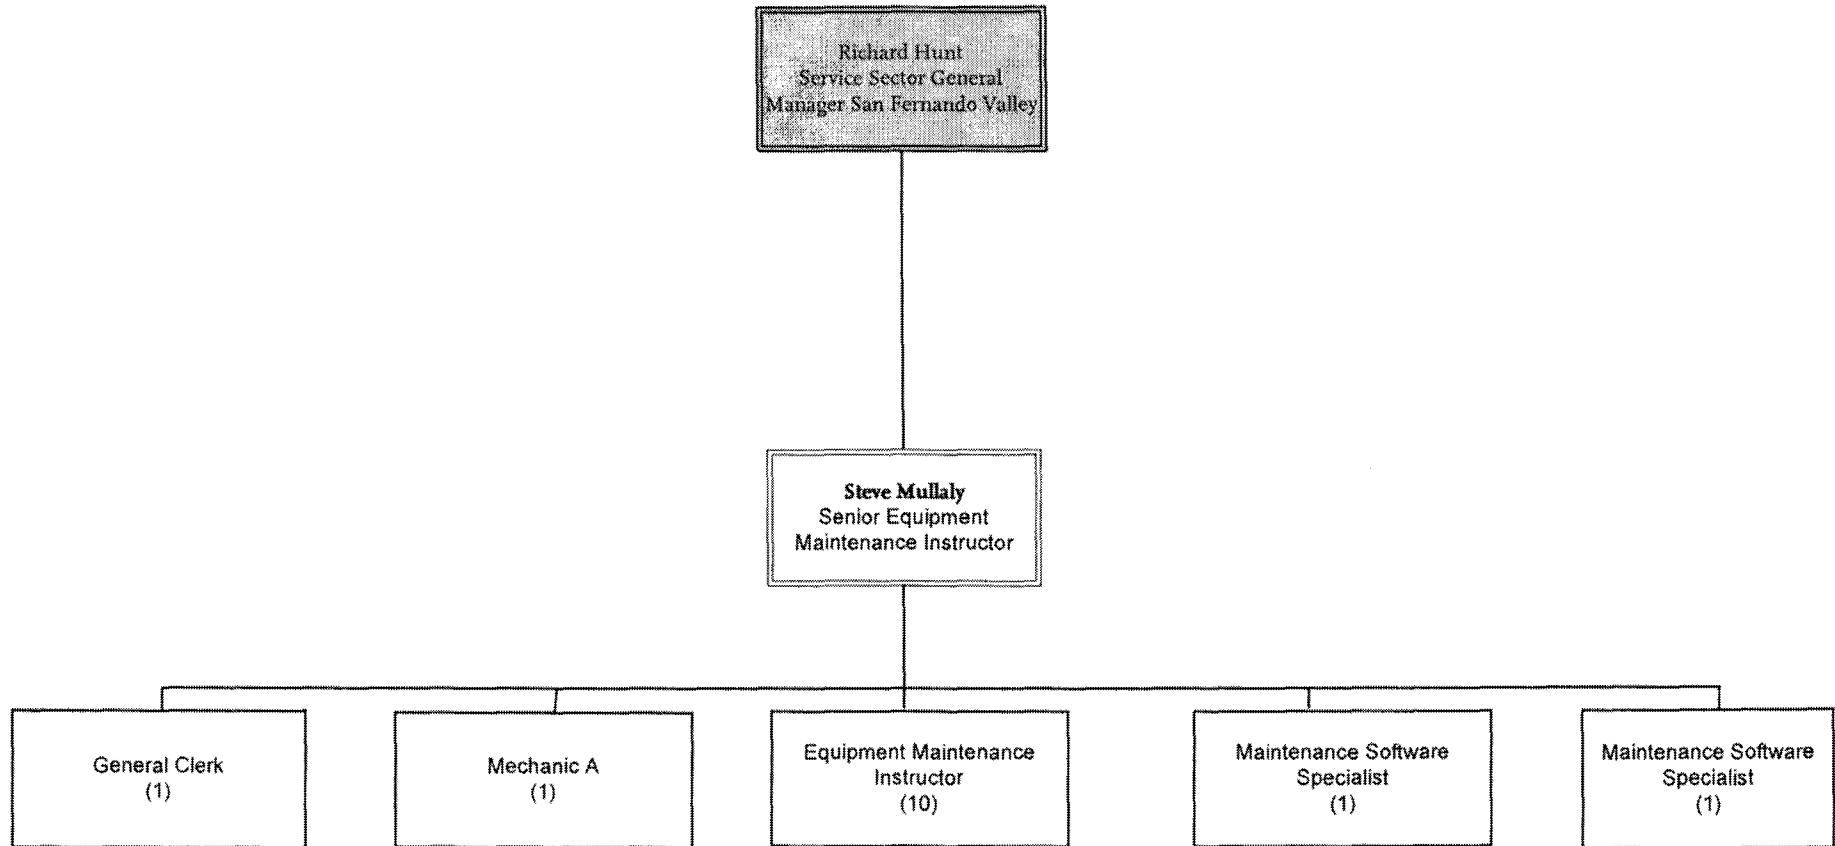 Richard Hunt
Service Sector General
Manager San Fernando Valley
Steve Mullaly
Senior Equipment
Maintenance Instructor
General Clerk
(1)
Mechanic A
(1)
Equipment Maintenance
Instructor
(10)
Maintenance Software
Specialist
(1)
Maintenance Software
Specialist
(1)